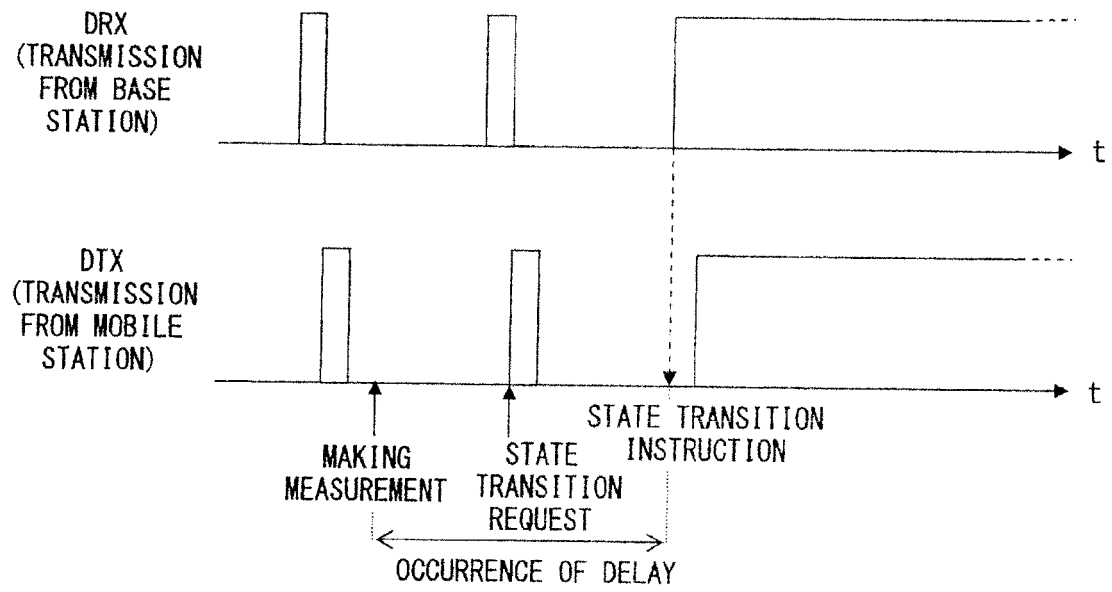 DRX
(TRANSMISSION
FROM BASE
STATION)
t
DTX
(TRANSMISSION
FROM MOBILE
STATION)
t
MAKING
MEASUREMENT
STATE
TRANSITION
REQUEST
STATE TRANSITION
INSTRUCTION
OCCURRENCE OF DELAY